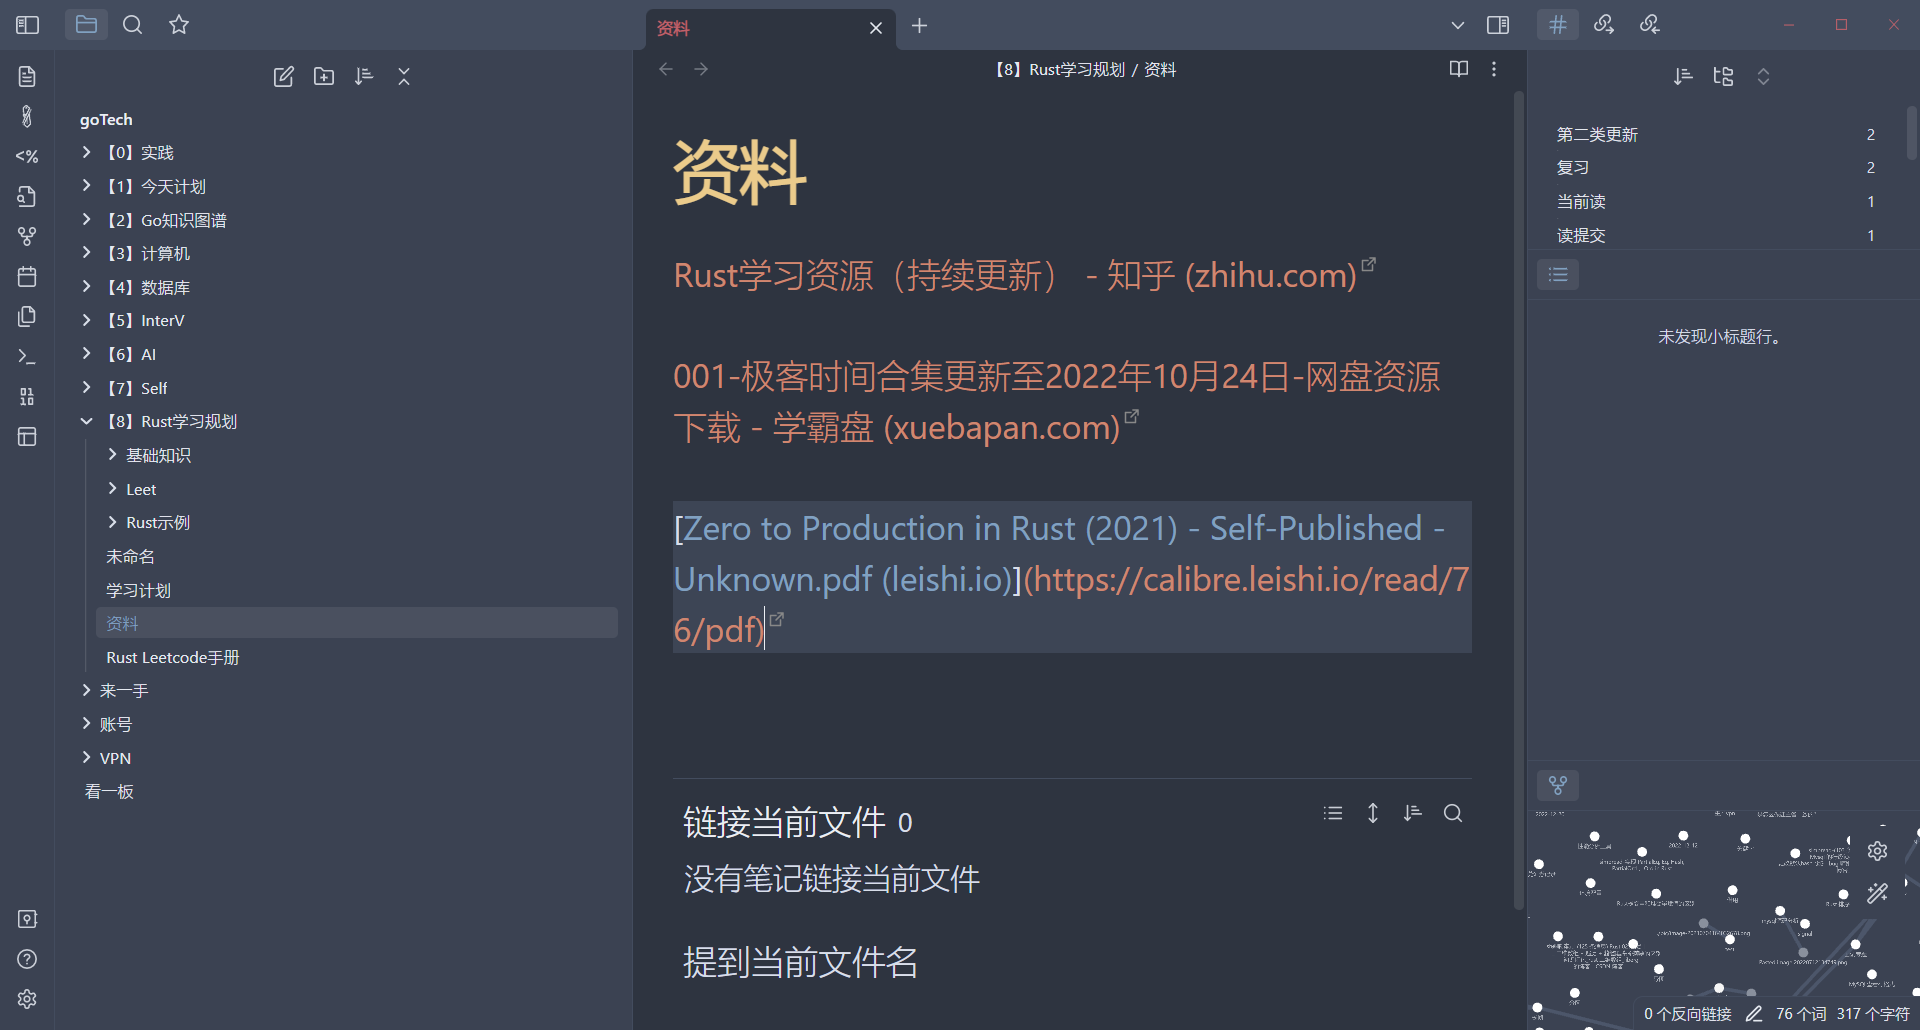 资料
【8】Rust学习规划 / 资料
goTech
【0】实践
【1】今天计划
【2】Go知识图谱
【3】计算机
【4】数据库
【5】InterV
【6】AI
【7】Self
【8】Rust学习规划
基础知识
Leet
Rust示例
未命名
学习计划
资料
Rust Leetcode手册
来一手
账号
VPN
看一板
资料
Rust学习资源（持续更新） - 知乎 (zhihu.com)
001-极客时间合集更新至2022年10月24日-网盘资源
下载 - 学霸盘 (xuebapan.com)
[Zero to Production in Rust (2021) - Self-Published -
Unknown.pdf (leishi.io)](https://calibre.leishi.io/read/7
6/pdf)
链接当前文件 0
没有笔记链接当前文件
提到当前文件名
第二类更新 2
复习 2
当前读 1
读提交 1
未发现小标题行。
2022-12-12
signal
test
0 个反向链接 76 个词 317 个字符